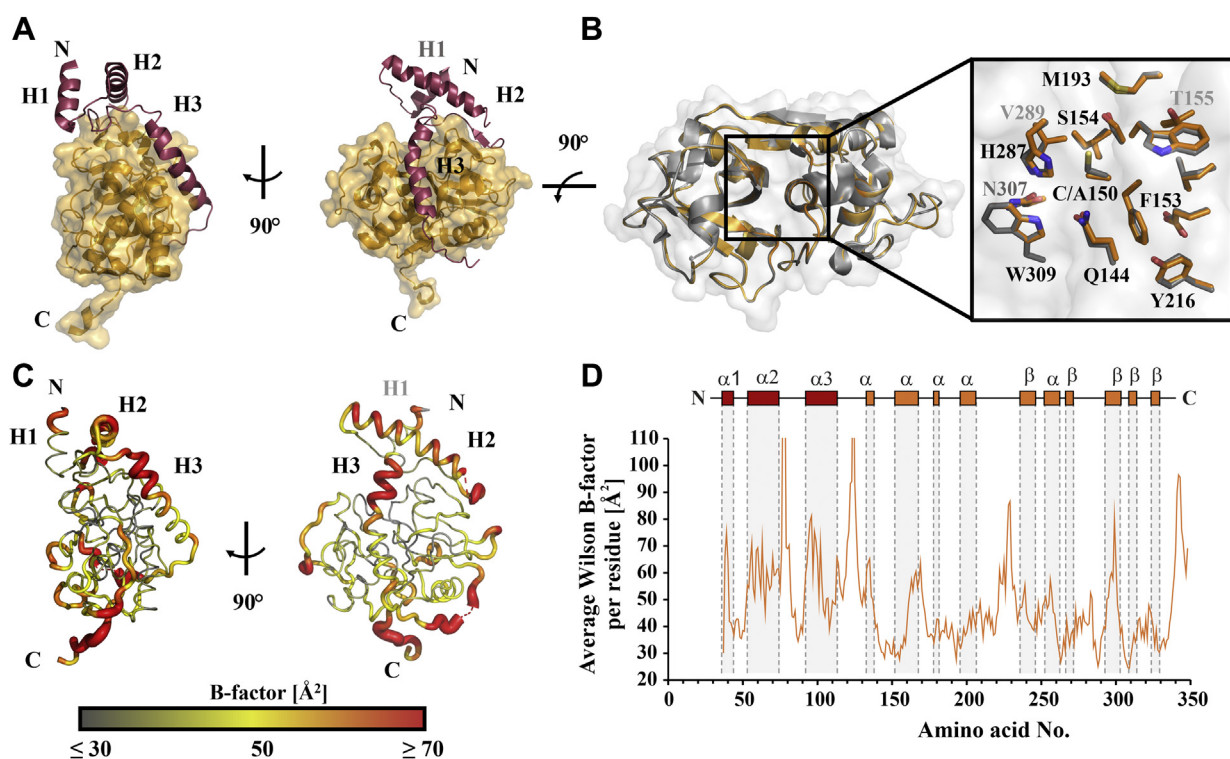 A
N
H2
H1
H3
C
90°
H1
N
H2
H3
C
90°
B
M193
T155
V289
S154
H287
C/A150
F153
N307
W309
Q144
Y216
C
N
H2
H1
H3
C
90°
H1
N
H2
H3
C
B-factor [Å²]
≤ 30
50
≥ 70
D
N
α1
α2
α3
α
α
α
α
β
α
β
β
β
β
C
Average Wilson B-factor
per residue [Å²]
110
100
90
80
70
60
50
40
30
20
0
50
100
150
200
250
300
350
Amino acid No.